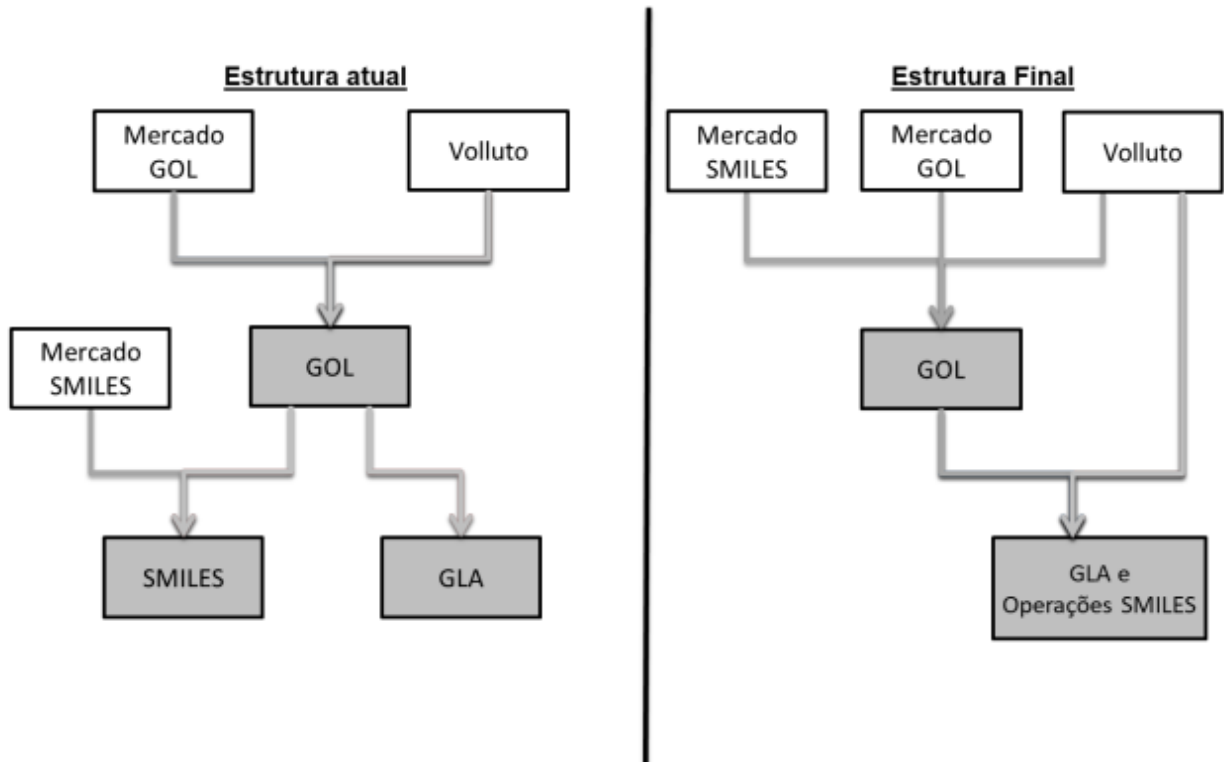 Estrutura atual
Mercado
GOL
Volluto
GOL
Mercado
SMILES
SMILES
GLA
Estrutura Final
Mercado
SMILES
Mercado
GOL
Volluto
GOL
GLA e
Operações SMILES